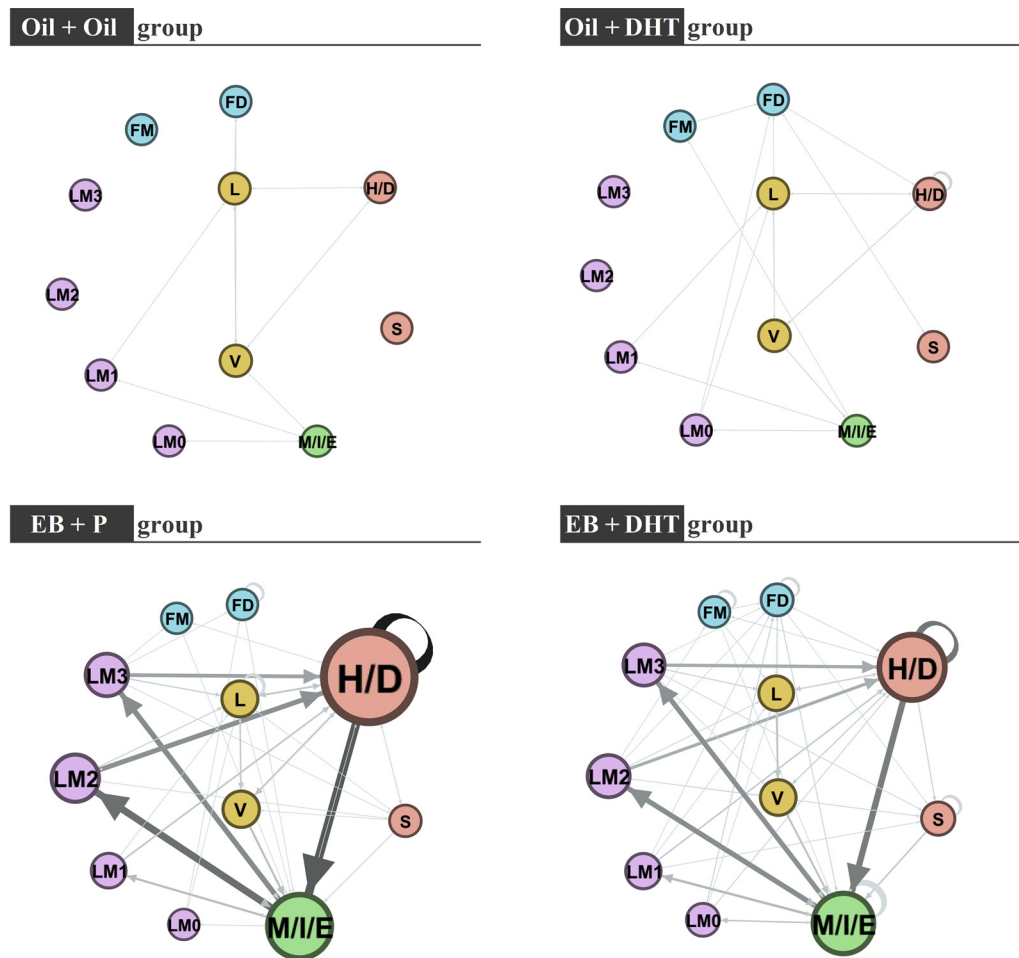 Oil + Oil group
FD
FM
LM3
L
H/D
LM2
S
V
LM1
LM0
M/I/E
Oil + DHT group
FD
FM
LM3
L
H/D
LM2
V
S
LM1
LM0
M/I/E
EB + P group
FD
FM
LM3
H/D
L
LM2
V
S
LM1
LM0
M/I/E
EB + DHT group
FD
FM
LM3
H/D
L
LM2
V
S
LM1
LM0
M/I/E